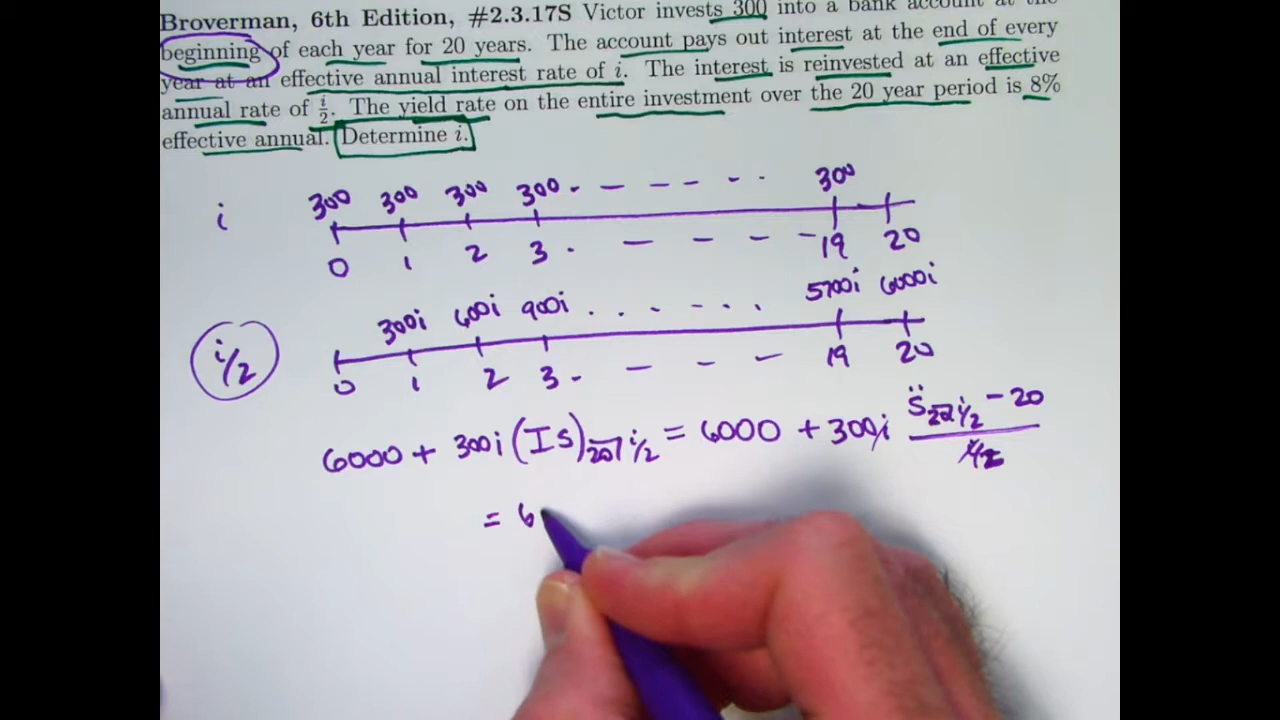 Broverman, 6th Edition, #2.3.17S Victor invests 300 into a bank account at the
beginning of each year for 20 years. The account pays out interest at the end of every
year at an effective annual interest rate of i. The interest is reinvested at an effective
annual rate of i/2. The yield rate on the entire investment over the 20 year period is 8%
effective annual. Determine i.
300 300 300 300 . - - - - . 300
i
0 1 2 3 . - - - - 19 20
300i 600i 900i . . . - - . 5700i 6000i
i/2
0 1 2 3 . - - - 19 20
6000 + 300i (Is)20 i/2 = 6000 + 300i (s̈20 i/2 - 20)/(i/2)
= 6